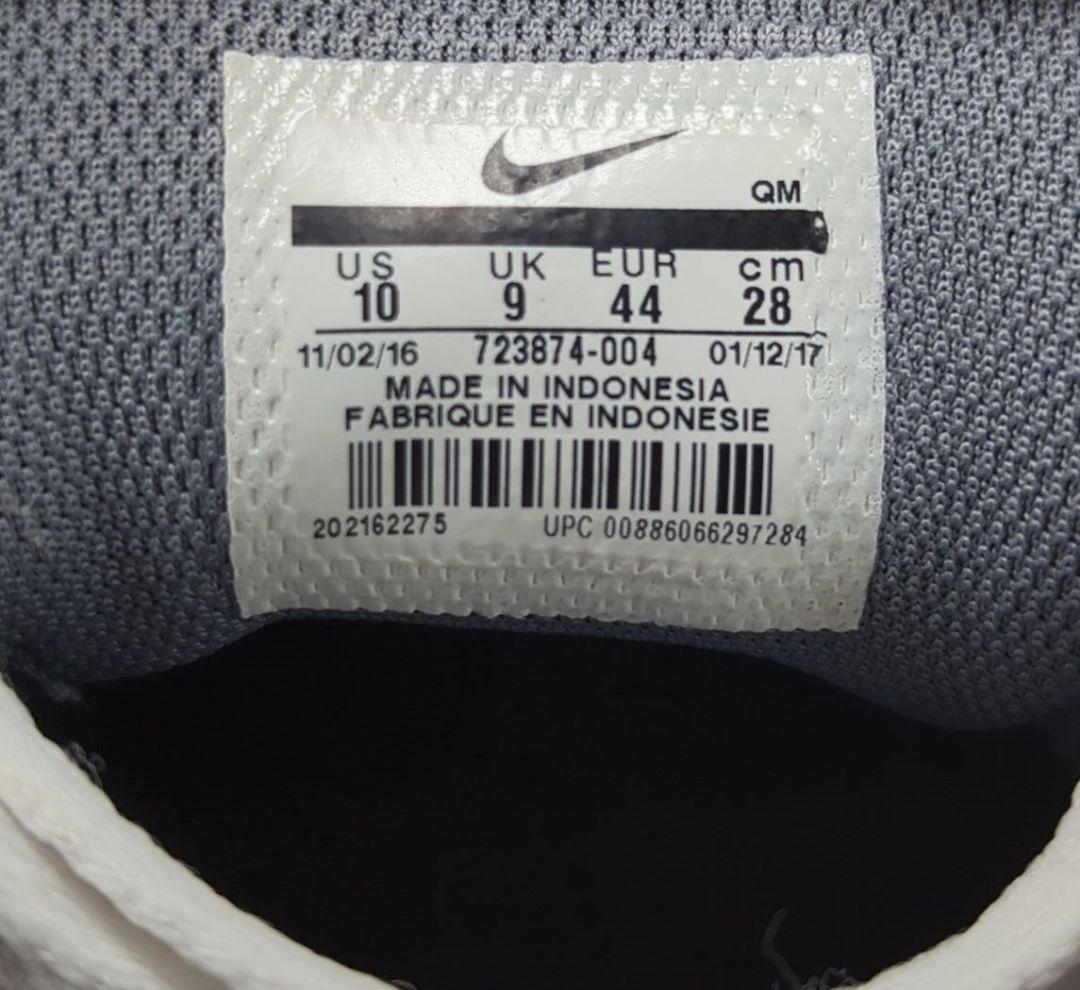 QM
US UK EUR cm
10 9 44 28
11/02/16 723874-004 01/12/17
MADE IN INDONESIA
FABRIQUE EN INDONESIE
202162275 UPC 00886066297284